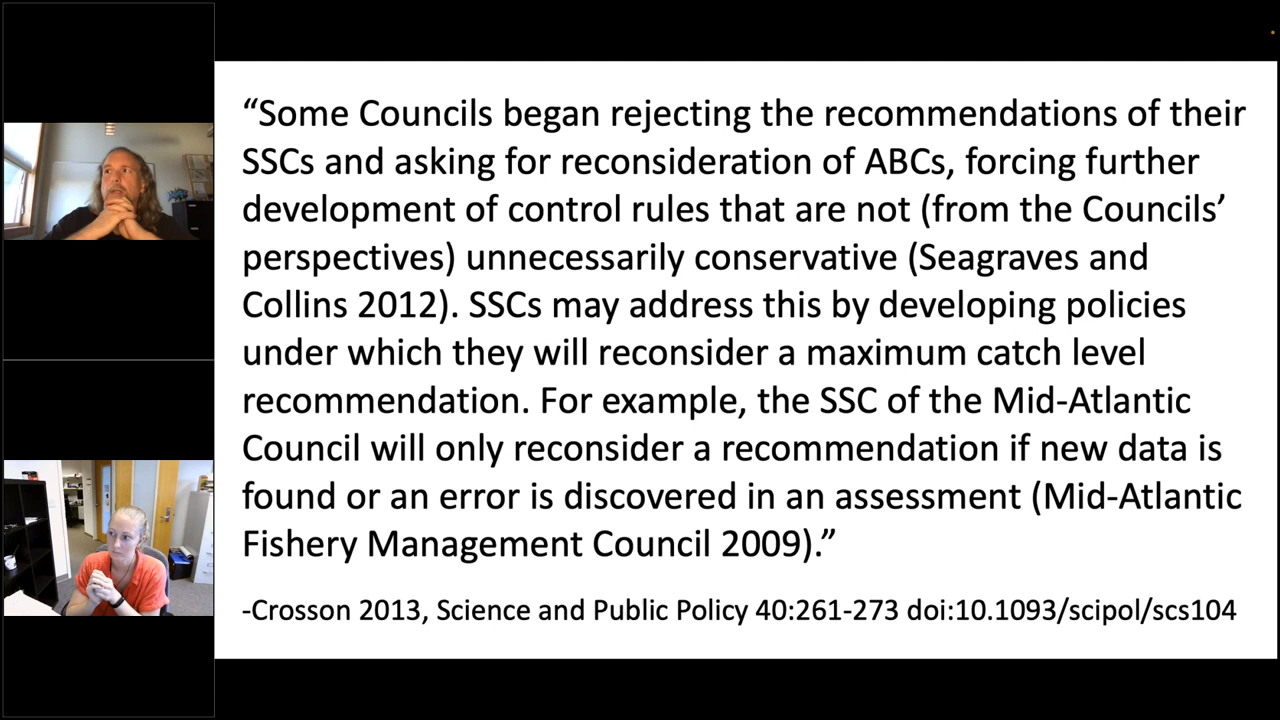 “Some Councils began rejecting the recommendations of their
SSCs and asking for reconsideration of ABCs, forcing further
development of control rules that are not (from the Councils’
perspectives) unnecessarily conservative (Seagraves and
Collins 2012). SSCs may address this by developing policies
under which they will reconsider a maximum catch level
recommendation. For example, the SSC of the Mid-Atlantic
Council will only reconsider a recommendation if new data is
found or an error is discovered in an assessment (Mid-Atlantic
Fishery Management Council 2009).”
-Crosson 2013, Science and Public Policy 40:261-273 doi:10.1093/scipol/scs104